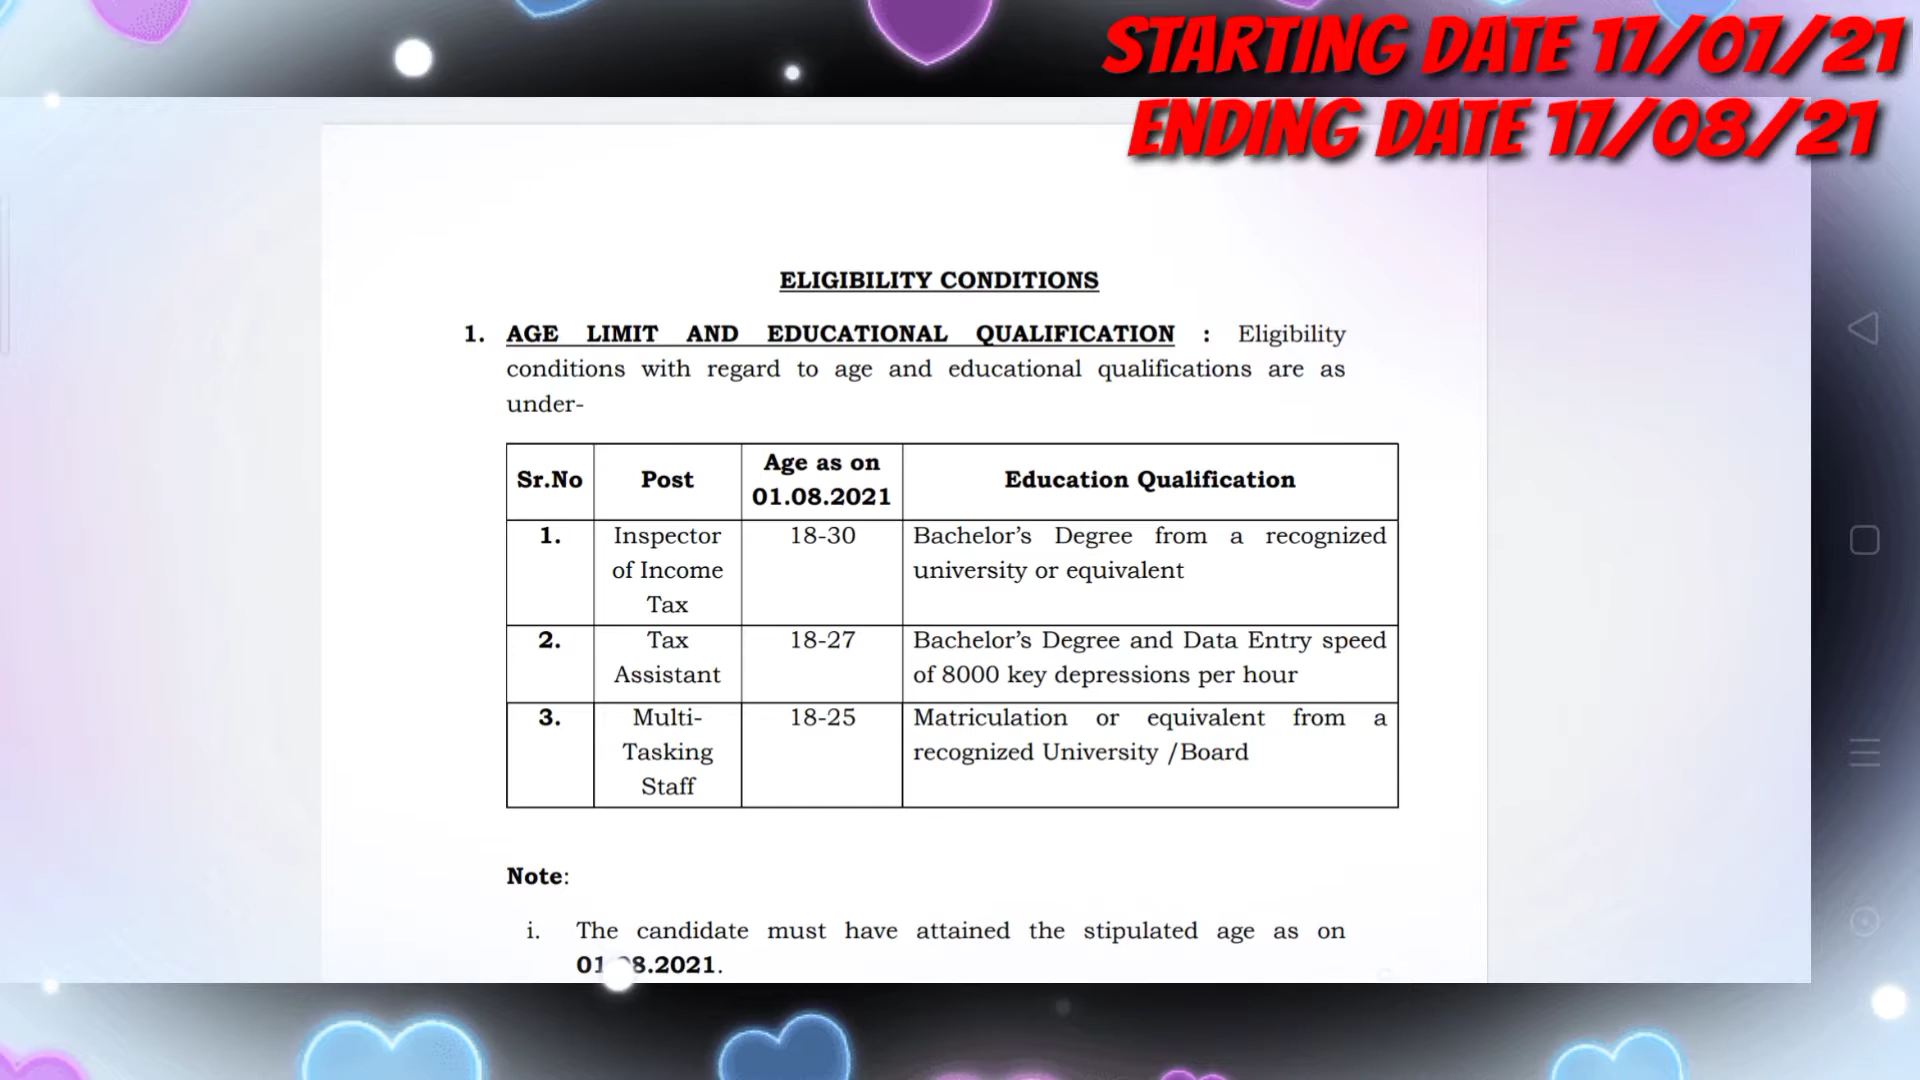 STARTING DATE 17/07/21
ENDING DATE 17/08/21
ELIGIBILITY CONDITIONS
1. AGE LIMIT AND EDUCATIONAL QUALIFICATION : Eligibility
conditions with regard to age and educational qualifications are as
under-
Sr.No Post Age as on 01.08.2021 Education Qualification
1. Inspector of Income Tax 18-30 Bachelor’s Degree from a recognized
university or equivalent
2. Tax Assistant 18-27 Bachelor’s Degree and Data Entry speed
of 8000 key depressions per hour
3. Multi-Tasking Staff 18-25 Matriculation or equivalent from a
recognized University /Board
Note:
i. The candidate must have attained the stipulated age as on
01.08.2021.